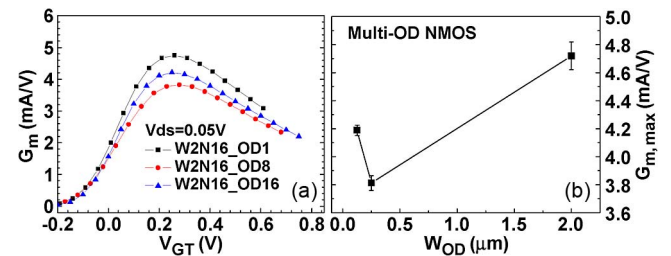 6
5
4
3
2
1
0
G_m (mA/V)
Vds=0.05V
W2N16_OD1
W2N16_OD8
W2N16_OD16
(a)
-0.2 0.0 0.2 0.4 0.6 0.8
V_GT (V)
Multi-OD NMOS
(b)
5.0
4.8
4.6
4.4
4.2
4.0
3.8
3.6
G_m,max (mA/V)
0.0 0.5 1.0 1.5 2.0
W_OD (μm)